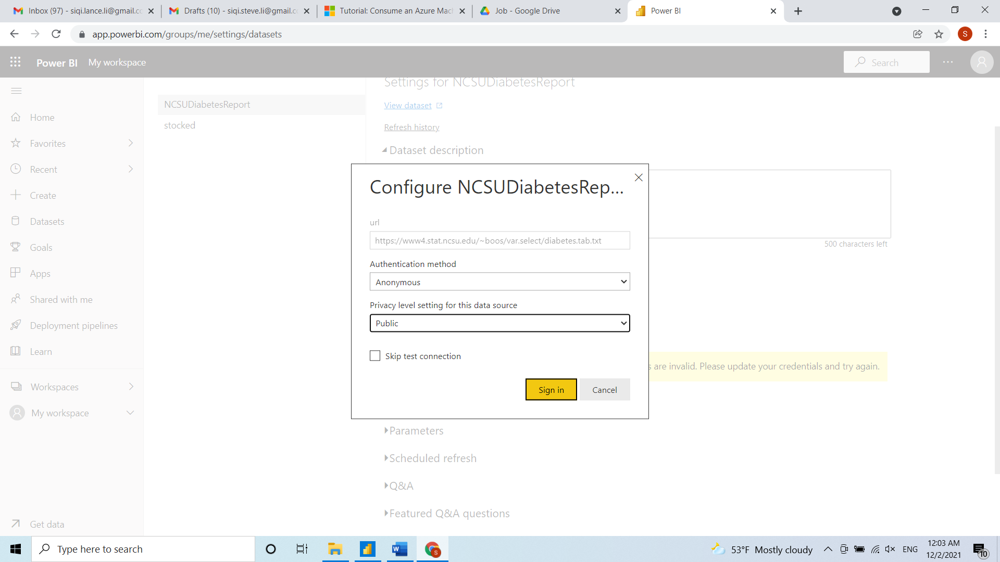 Inbox (97) - siqi.lance.li@gmail.co
Drafts (10) - siqi.steve.li@gmail.co
Tutorial: Consume an Azure Mach
Job - Google Drive
Power BI
app.powerbi.com/groups/me/settings/datasets
S
Power BI
My workspace
Search
Home
Favorites
Recent
Create
Datasets
Goals
Apps
Shared with me
Deployment pipelines
Learn
Workspaces
My workspace
Get data
NCSUDiabetesReport
stocked
Settings for NCSUDiabetesReport
View dataset
Refresh history
Dataset description
500 characters left
Configure NCSUDiabetesRep...
url
https://www4.stat.ncsu.edu/~boos/var.select/diabetes.tab.txt
Authentication method
Anonymous
Privacy level setting for this data source
Public
Skip test connection
Sign in
Cancel
are invalid. Please update your credentials and try again.
Parameters
Scheduled refresh
Q&A
Featured Q&A questions
Type here to search
53°F Mostly cloudy
ENG
12:03 AM
12/2/2021
10